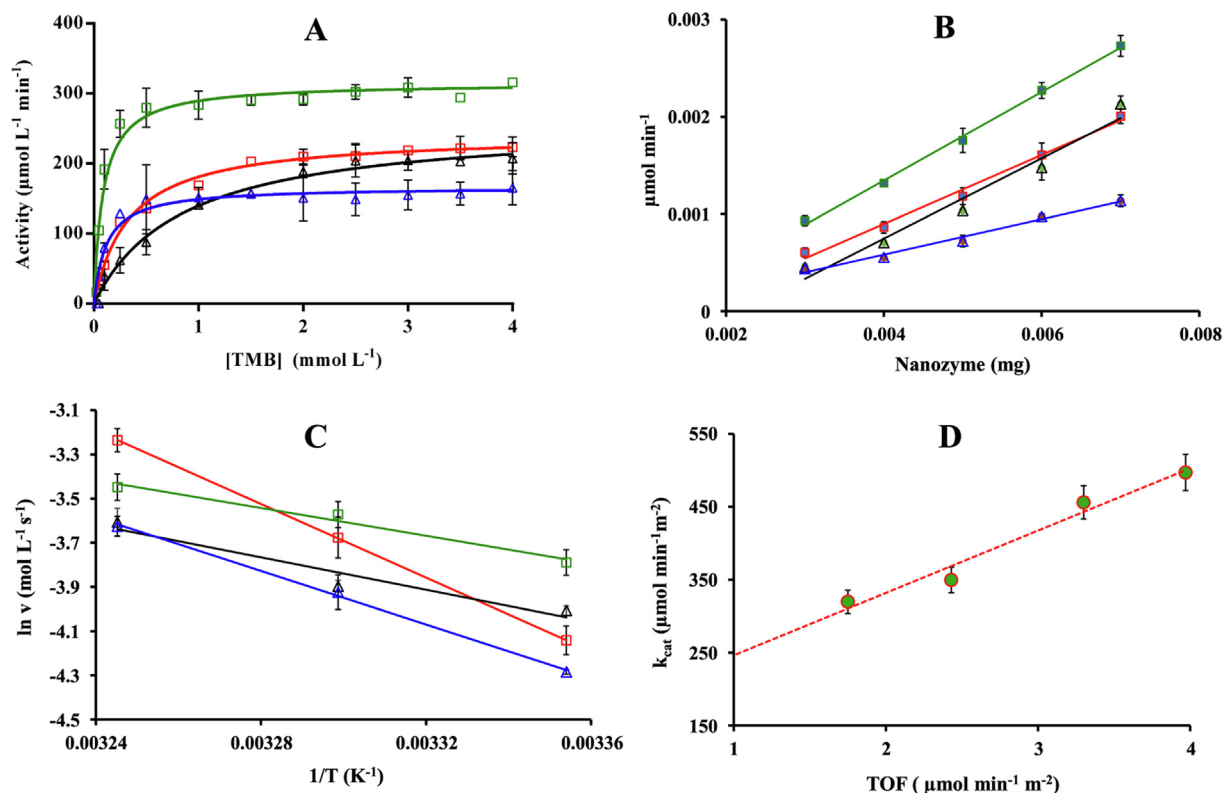 A
Activity (µmol L⁻¹ min⁻¹)
400
300
200
100
0
0 1 2 3 4
[TMB] (mmol L⁻¹)
B
µmol min⁻¹
0.003
0.002
0.001
0
0.002 0.004 0.006 0.008
Nanozyme (mg)
C
ln v (mol L⁻¹ s⁻¹)
-3.1
-3.3
-3.5
-3.7
-3.9
-4.1
-4.3
-4.5
0.00324 0.00328 0.00332 0.00336
1/T (K⁻¹)
D
kcat (µmol min⁻¹m⁻²)
550
450
350
250
150
1 2 3 4
TOF ( µmol min⁻¹ m⁻²)